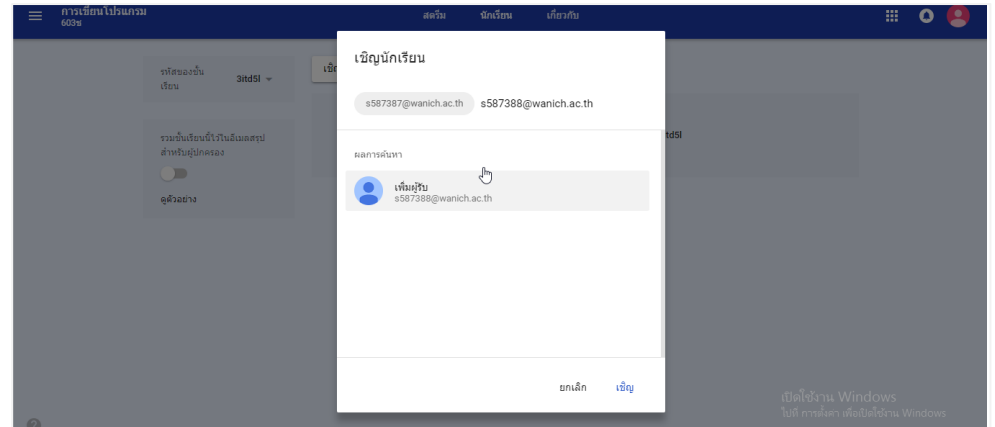 การเขียนโปรแกรม
603ช
สตรีม นักเรียน เกี่ยวกับ
เชิญนักเรียน
s587387@wanich.ac.th s587388@wanich.ac.th
รหัสของชั้น
เรียน
3itd5l
รวมชั้นเรียนนี้ไว้ในอีเมลสรุป
สำหรับผู้ปกครอง
ดูตัวอย่าง
td5l
ผลการค้นหา
เพิ่มผู้รับ
s587388@wanich.ac.th
ยกเลิก เชิญ
เปิดใช้งาน Windows
ไปที่ การตั้งค่า เพื่อเปิดใช้งาน Windows